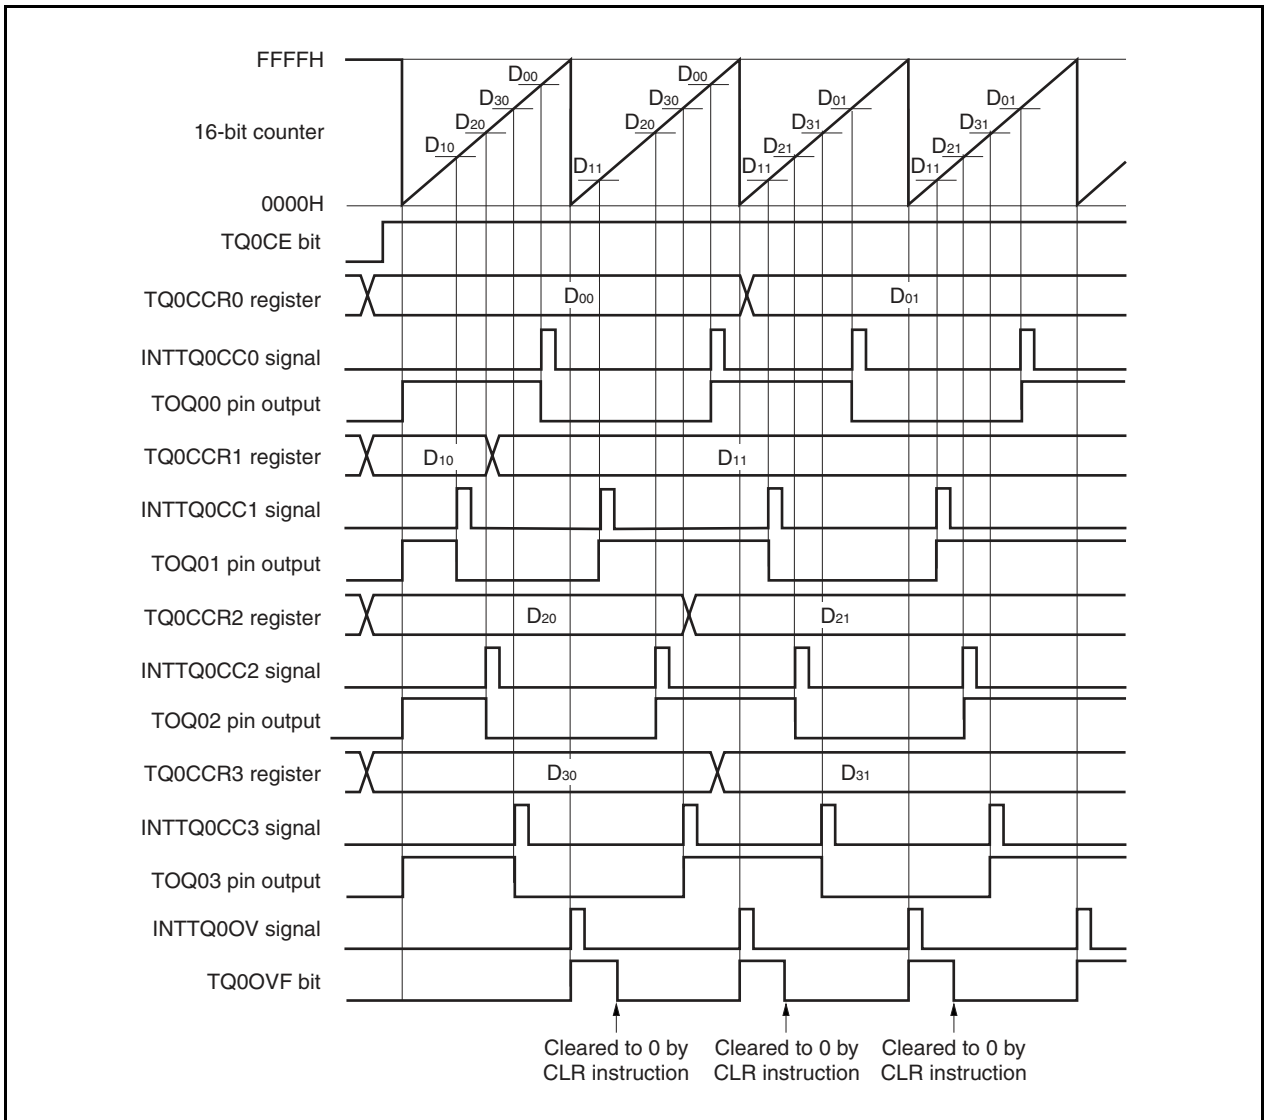 FFFFH
D00
D00
D30
D30
D01
D01
16-bit counter
D20
D20
D31
D31
D10
D21
D21
D11
D11
D11
0000H
TQ0CE bit
TQ0CCR0 register
D00
D01
INTTQ0CC0 signal
TOQ00 pin output
TQ0CCR1 register
D10
D11
INTTQ0CC1 signal
TOQ01 pin output
TQ0CCR2 register
D20
D21
INTTQ0CC2 signal
TOQ02 pin output
TQ0CCR3 register
D30
D31
INTTQ0CC3 signal
TOQ03 pin output
INTTQ0OV signal
TQ0OVF bit
Cleared to 0 by
CLR instruction
Cleared to 0 by
CLR instruction
Cleared to 0 by
CLR instruction